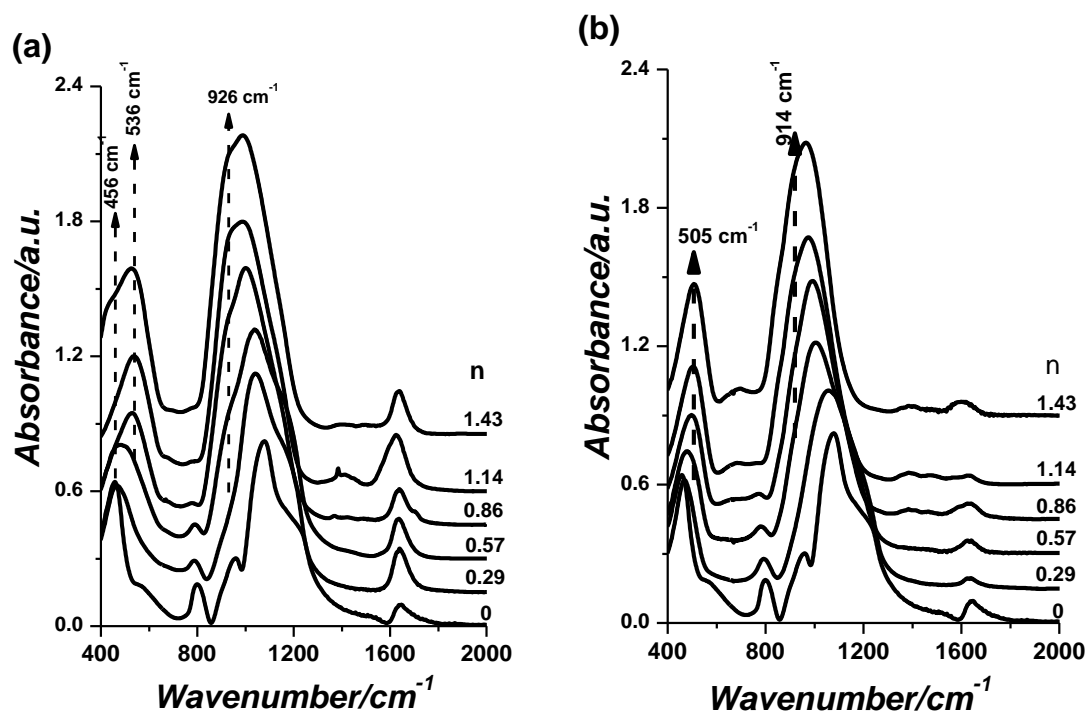 (a)
456 cm-1
536 cm-1
926 cm-1
2.4
1.8
1.2
0.6
0.0
Absorbance/a.u.
n
1.43
1.14
0.86
0.57
0.29
0
400
800
1200
1600
2000
Wavenumber/cm-1
(b)
505 cm-1
914 cm-1
2.4
1.8
1.2
0.6
0.0
Absorbance/a.u.
n
1.43
1.14
0.86
0.57
0.29
0
400
800
1200
1600
2000
Wavenumber/cm-1